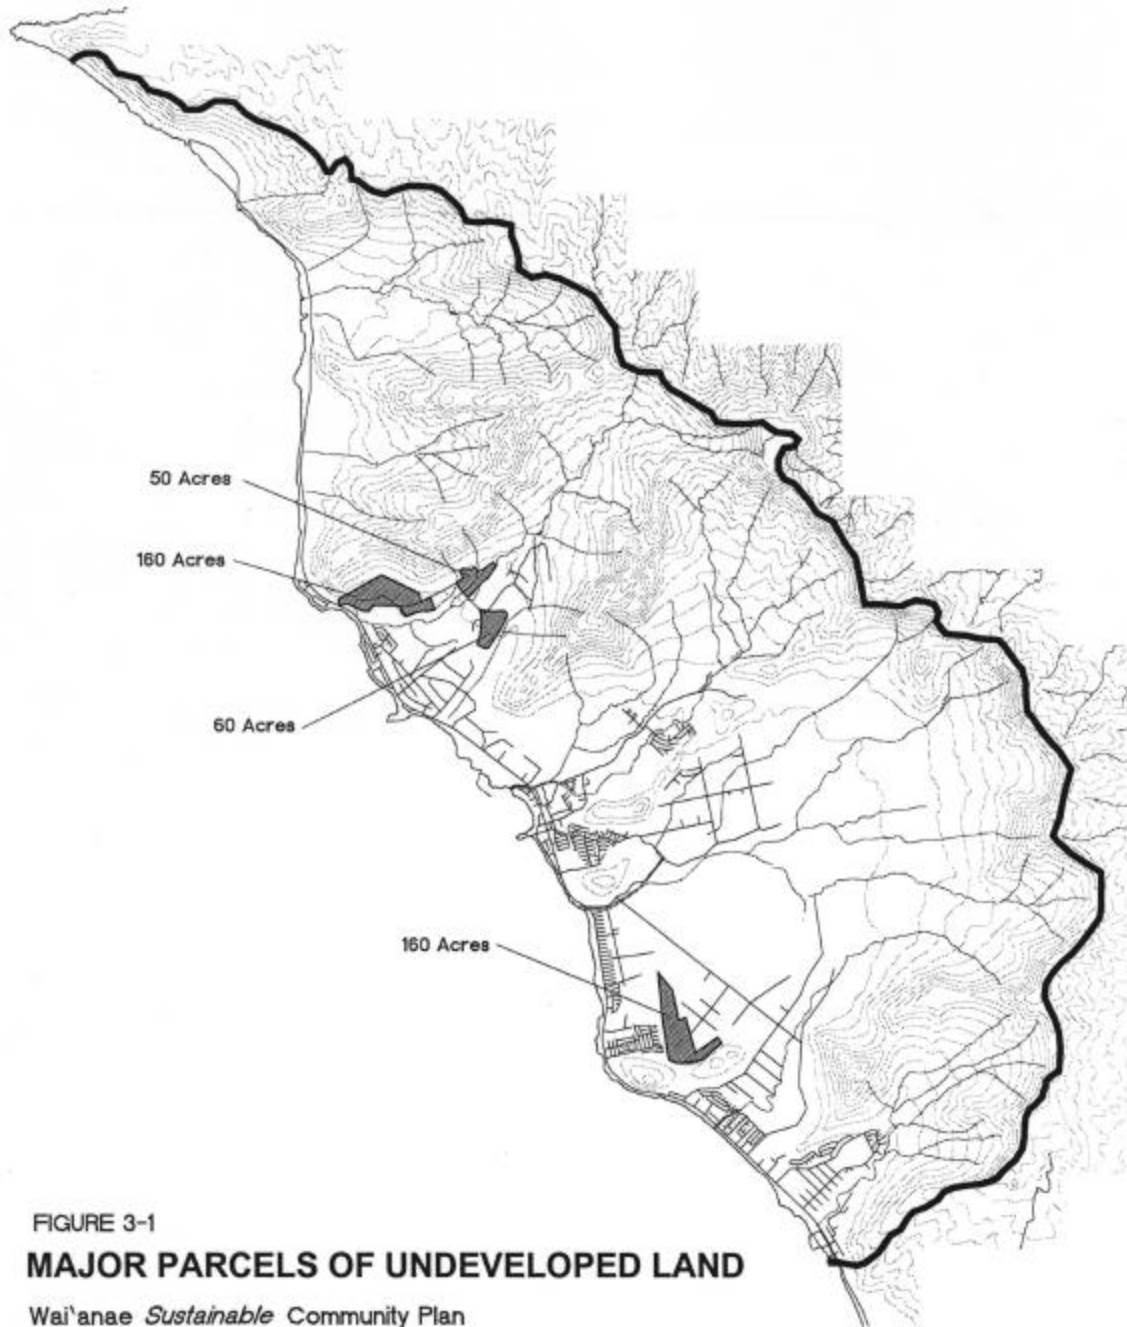 50 Acres
160 Acres
60 Acres
160 Acres
FIGURE 3-1
MAJOR PARCELS OF UNDEVELOPED LAND
Wai'anae Sustainable Community Plan